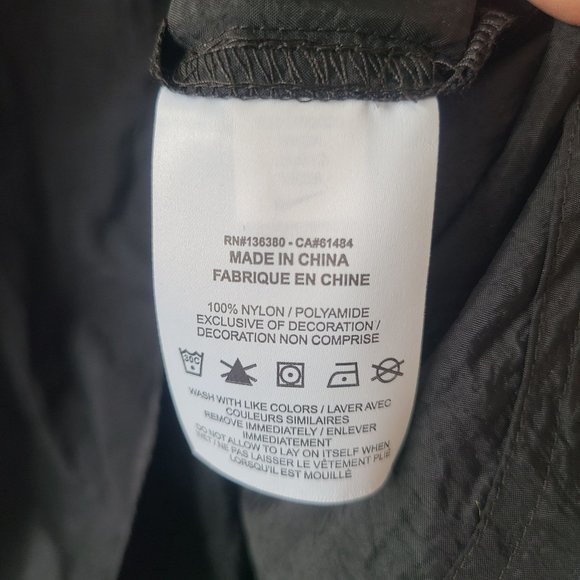 RN#136380 - CA#61484
MADE IN CHINA
FABRIQUE EN CHINE
100% NYLON / POLYAMIDE
EXCLUSIVE OF DECORATION /
DECORATION NON COMPRISE
30C
WASH WITH LIKE COLORS / LAVER AVEC
COULEURS SIMILAIRES
REMOVE IMMEDIATELY / ENLEVER
IMMEDIATEMENT
DO NOT ALLOW TO LAY ON ITSELF WHEN
WET / NE PAS LAISSER LE VÊTEMENT PLIÉ
LORSQU'IL EST MOUILLÉ